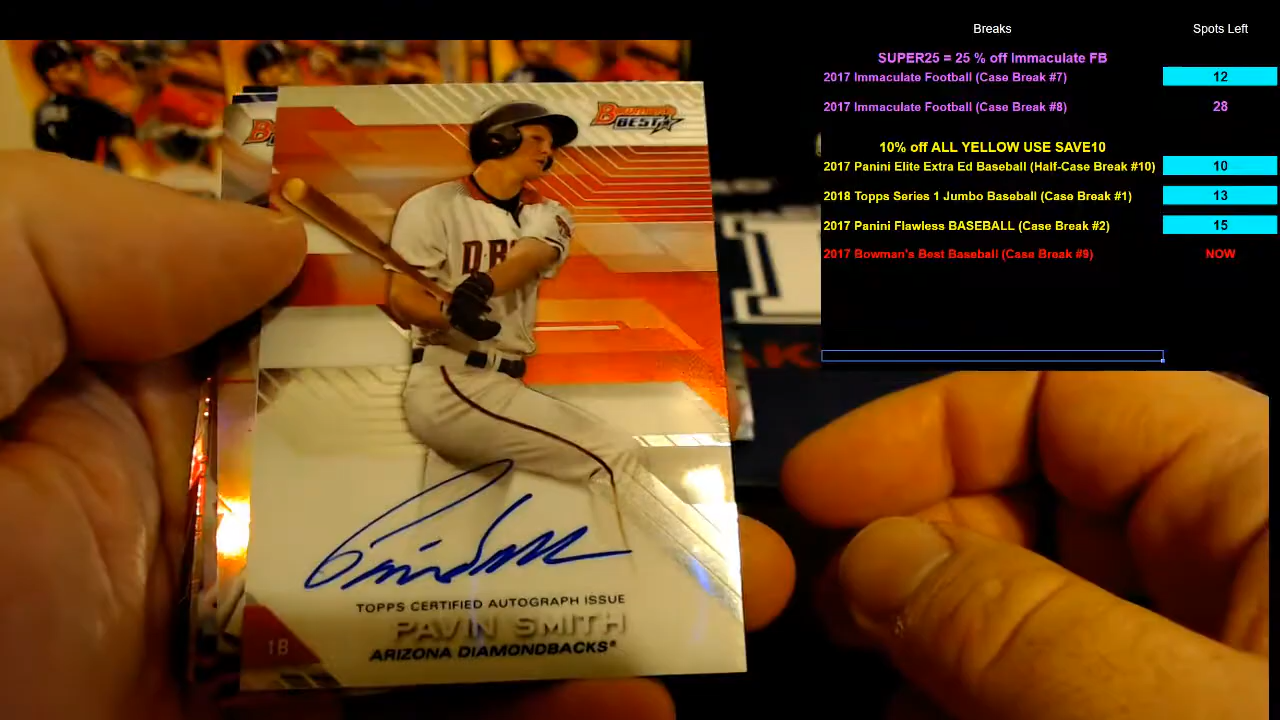 Breaks Spots Left
SUPER25 = 25 % off Immaculate FB
2017 Immaculate Football (Case Break #7) 12
2017 Immaculate Football (Case Break #8) 28
10% off ALL YELLOW USE SAVE10
2017 Panini Elite Extra Ed Baseball (Half-Case Break #10) 10
2018 Topps Series 1 Jumbo Baseball (Case Break #1) 13
2017 Panini Flawless BASEBALL (Case Break #2) 15
2017 Bowman's Best Baseball (Case Break #9) NOW
Bowman's
BEST
TOPPS CERTIFIED AUTOGRAPH ISSUE
PAVIN SMITH
1B
ARIZONA DIAMONDBACKS®